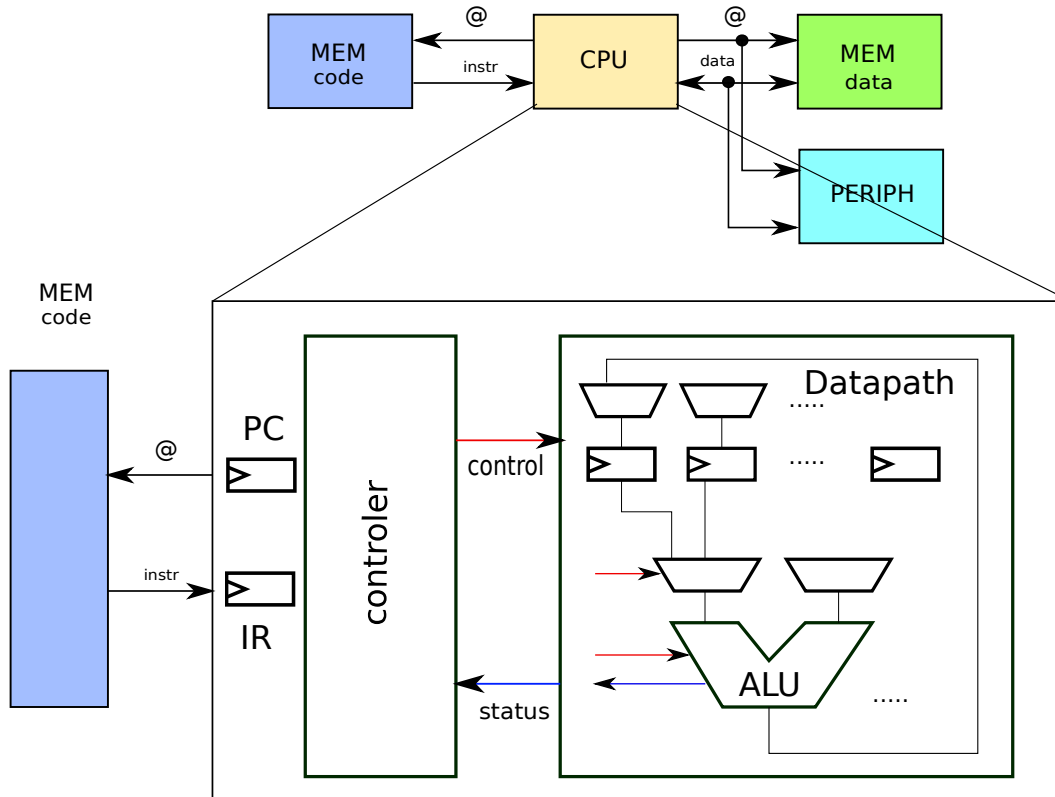 @
@
MEM
code
instr
CPU
data
MEM
data
PERIPH
MEM
code
@
instr
PC
IR
controler
control
status
Datapath
.....
.....
ALU
.....